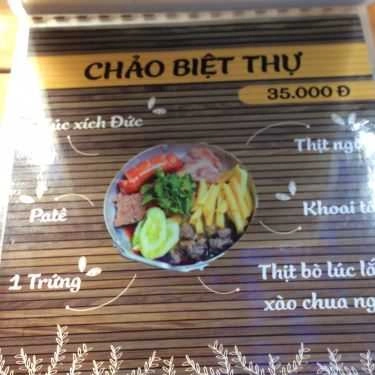 CHẢO BIỆT THỰ
35.000 Đ
xích Đức
Thịt
Patê
Khoai
1 Trứng
Thịt bò lúc
xào chua